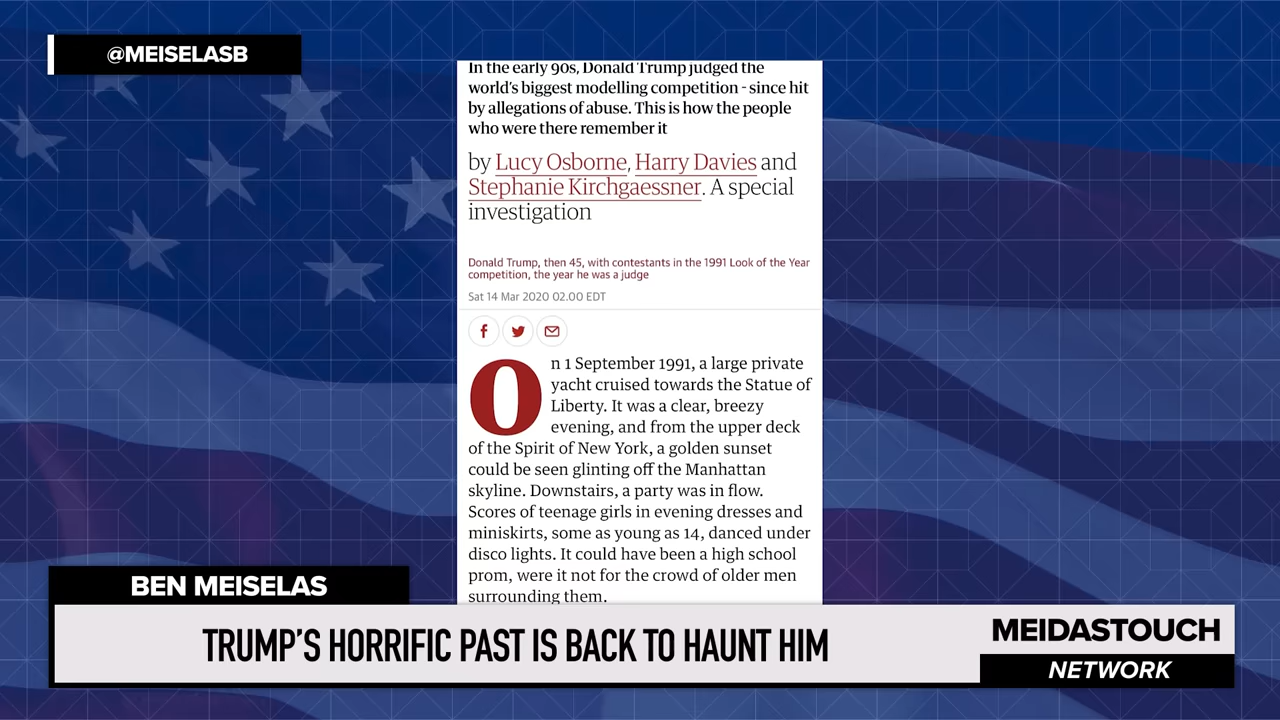 @MEISELASB
In the early 90s, Donald Trump judged the
world's biggest modelling competition - since hit
by allegations of abuse. This is how the people
who were there remember it
by Lucy Osborne, Harry Davies and
Stephanie Kirchgaessner. A special
investigation
Donald Trump, then 45, with contestants in the 1991 Look of the Year
competition, the year he was a judge
Sat 14 Mar 2020 02.00 EDT
On 1 September 1991, a large private
yacht cruised towards the Statue of
Liberty. It was a clear, breezy
evening, and from the upper deck
of the Spirit of New York, a golden sunset
could be seen glinting off the Manhattan
skyline. Downstairs, a party was in flow.
Scores of teenage girls in evening dresses and
miniskirts, some as young as 14, danced under
disco lights. It could have been a high school
prom, were it not for the crowd of older men
surrounding them.
BEN MEISELAS
TRUMP'S HORRIFIC PAST IS BACK TO HAUNT HIM
MEIDASTOUCH
NETWORK